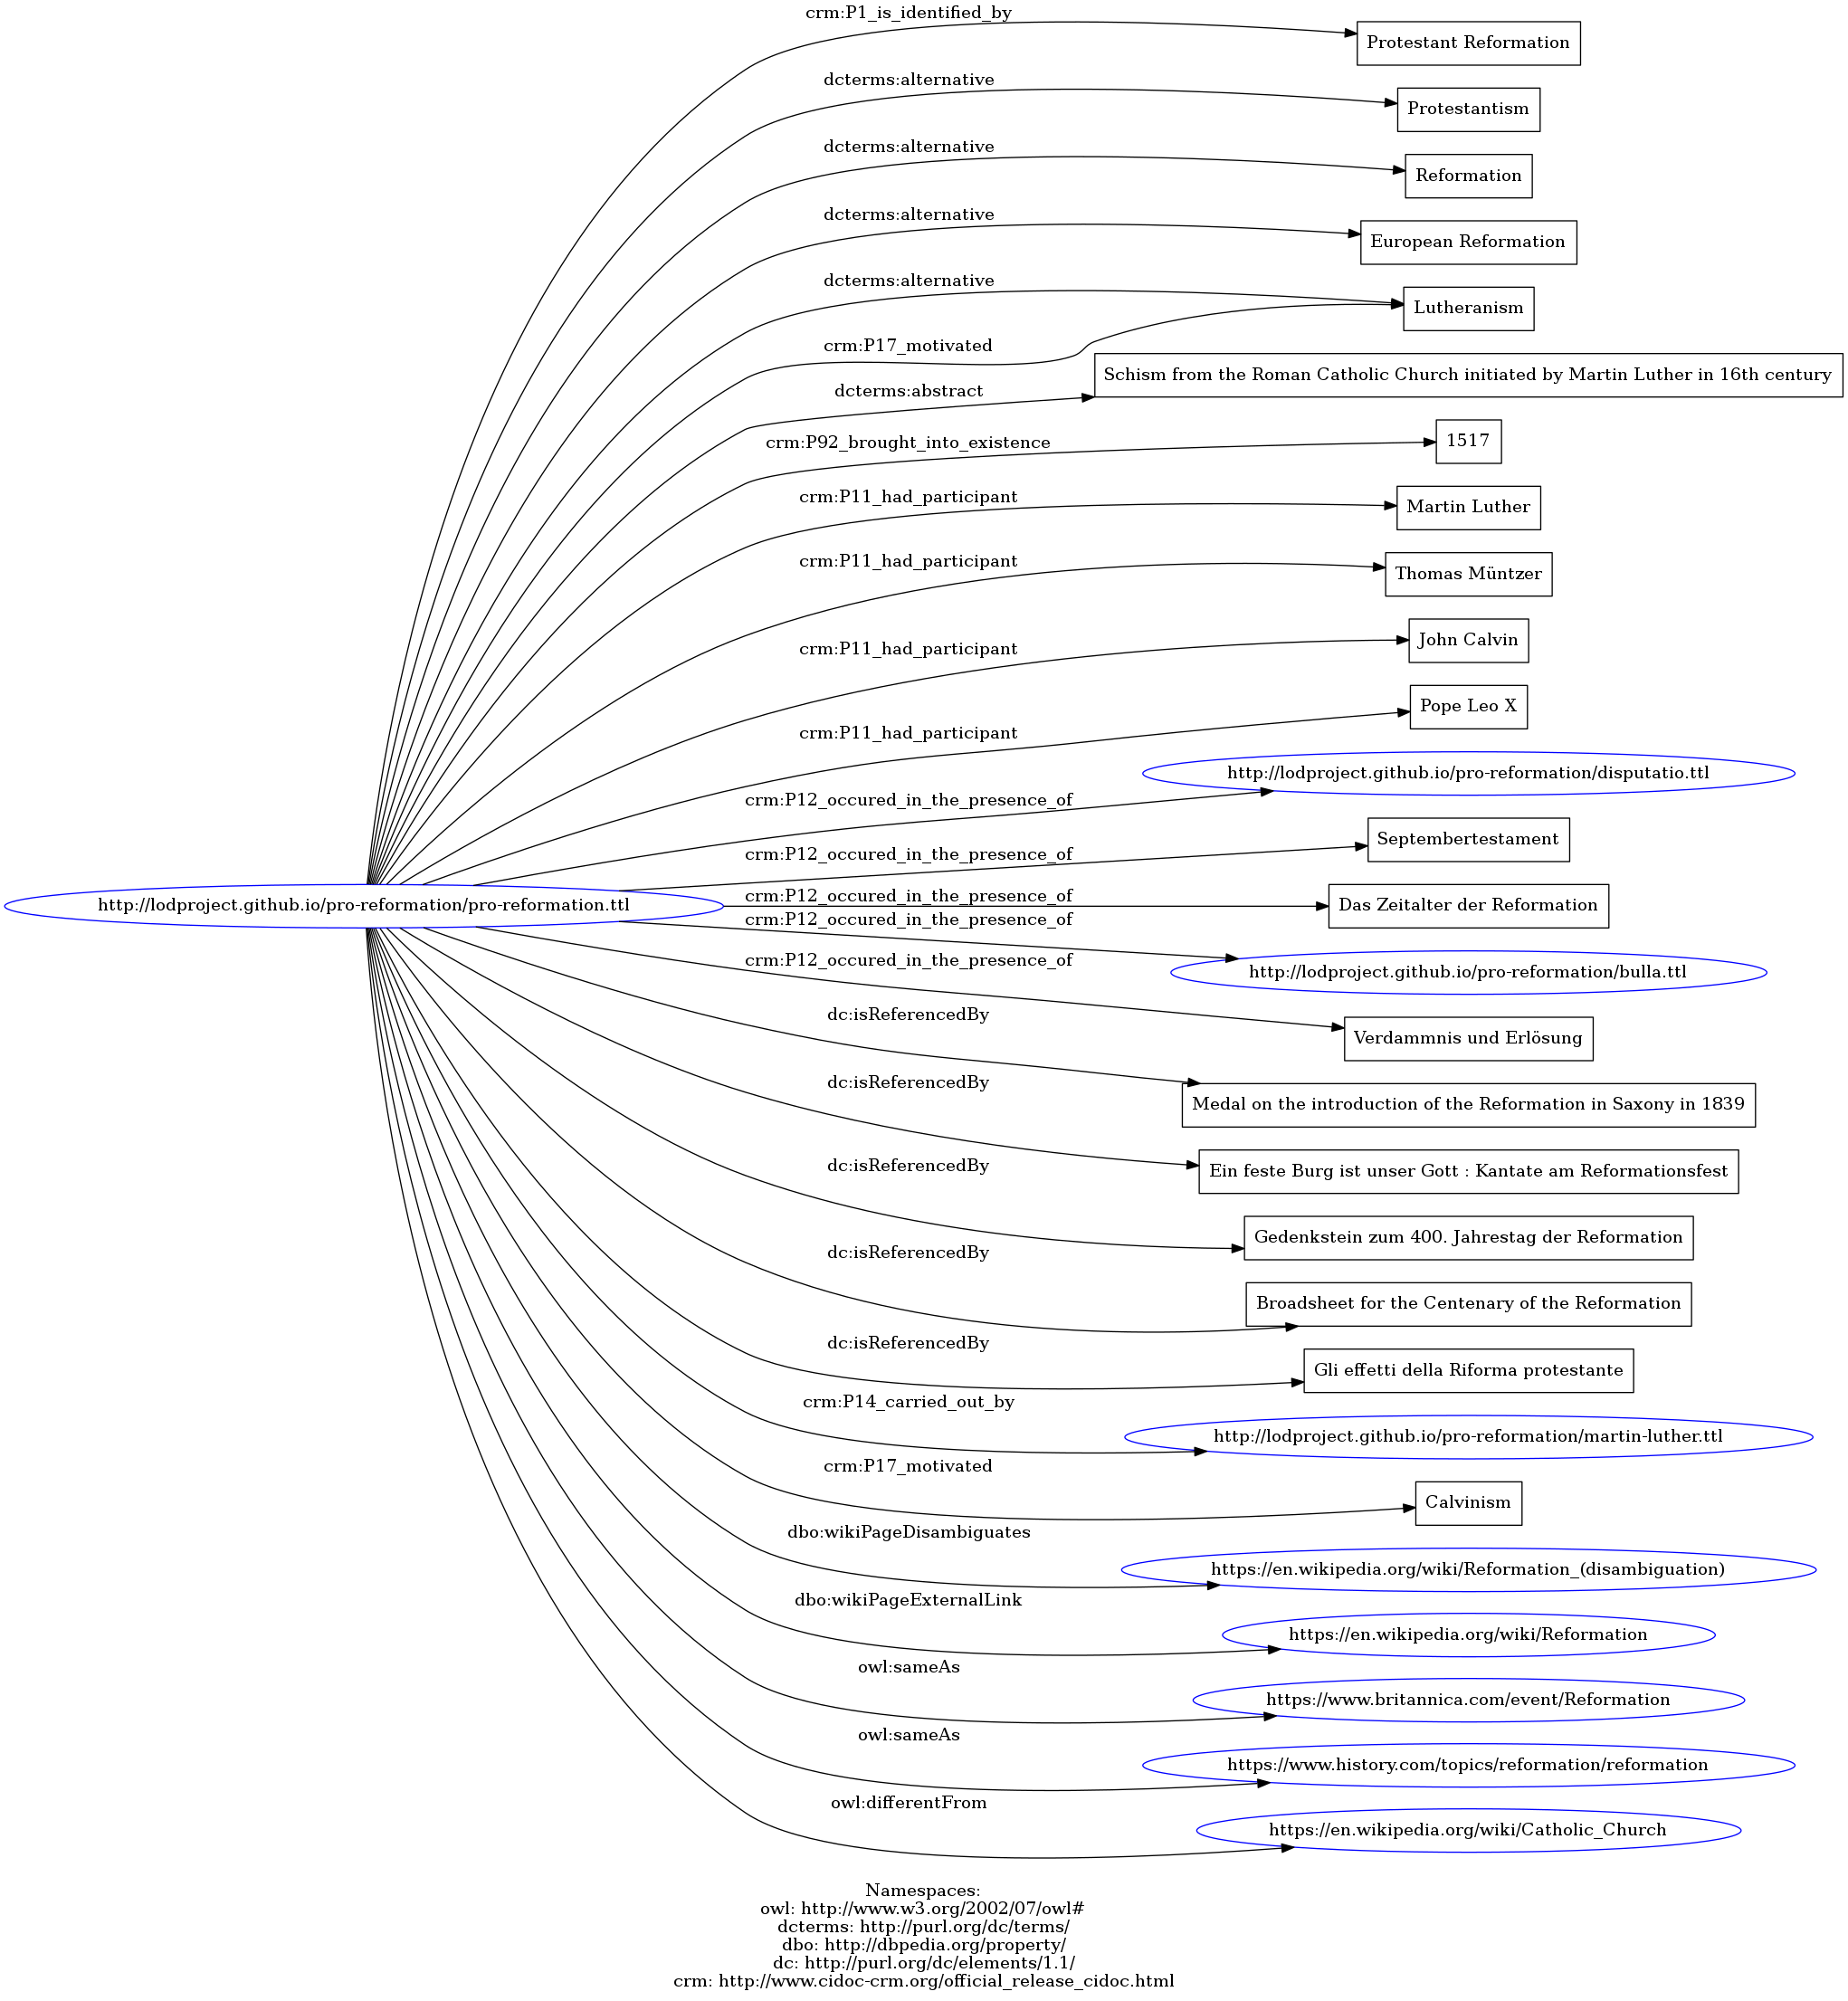 crm:P1_is_identified_by
Protestant Reformation
dcterms:alternative
Protestantism
dcterms:alternative
Reformation
dcterms:alternative
European Reformation
dcterms:alternative
Lutheranism
crm:P17_motivated
Schism from the Roman Catholic Church initiated by Martin Luther in 16th century
dcterms:abstract
1517
crm:P92_brought_into_existence
crm:P11_had_participant
Martin Luther
crm:P11_had_participant
Thomas Müntzer
crm:P11_had_participant
John Calvin
crm:P11_had_participant
Pope Leo X
http://lodproject.github.io/pro-reformation/disputatio.ttl
crm:P12_occured_in_the_presence_of
Septembertestament
crm:P12_occured_in_the_presence_of
crm:P12_occured_in_the_presence_of
http://lodproject.github.io/pro-reformation/pro-reformation.ttl
Das Zeitalter der Reformation
crm:P12_occured_in_the_presence_of
crm:P12_occured_in_the_presence_of
http://lodproject.github.io/pro-reformation/bulla.ttl
dc:isReferencedBy
Verdammnis und Erlösung
dc:isReferencedBy
Medal on the introduction of the Reformation in Saxony in 1839
dc:isReferencedBy
Ein feste Burg ist unser Gott : Kantate am Reformationsfest
Gedenkstein zum 400. Jahrestag der Reformation
dc:isReferencedBy
Broadsheet for the Centenary of the Reformation
dc:isReferencedBy
Gli effetti della Riforma protestante
crm:P14_carried_out_by
http://lodproject.github.io/pro-reformation/martin-luther.ttl
crm:P17_motivated
Calvinism
dbo:wikiPageDisambiguates
https://en.wikipedia.org/wiki/Reformation_(disambiguation)
dbo:wikiPageExternalLink
https://en.wikipedia.org/wiki/Reformation
owl:sameAs
https://www.britannica.com/event/Reformation
owl:sameAs
https://www.history.com/topics/reformation/reformation
owl:differentFrom
https://en.wikipedia.org/wiki/Catholic_Church
Namespaces:
owl: http://www.w3.org/2002/07/owl#
dcterms: http://purl.org/dc/terms/
dbo: http://dbpedia.org/property/
dc: http://purl.org/dc/elements/1.1/
crm: http://www.cidoc-crm.org/official_release_cidoc.html